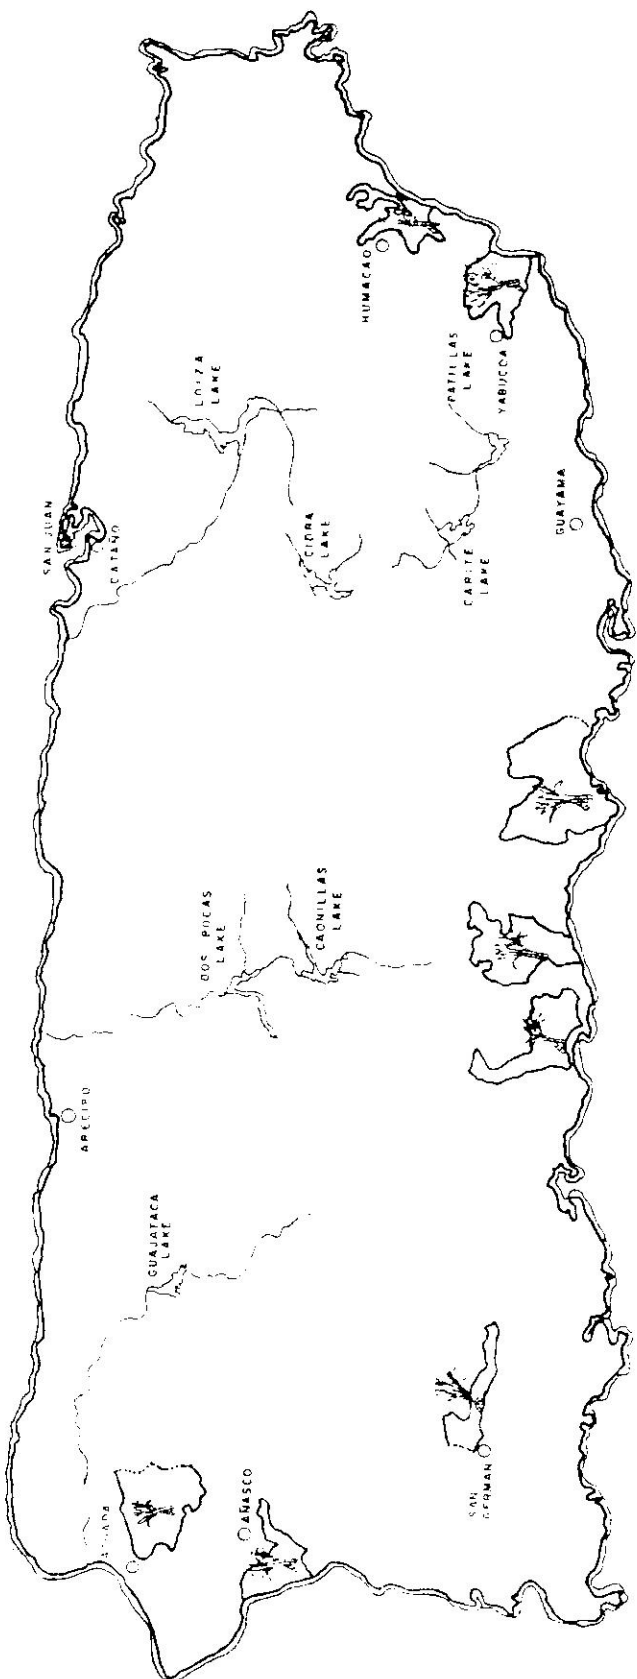 AGUADA
AÑASCO
SAN
GERMAN
GUAJATACA
LAKE
ARECIBO
DOS BOCAS
LAKE
CAONILLAS
LAKE
SAN JUAN
CATAÑO
LOIZA
LAKE
CIDRA
LAKE
CARITE
LAKE
PATILLAS
LAKE
GUAYAMA
HUMACAO
YABUCOA